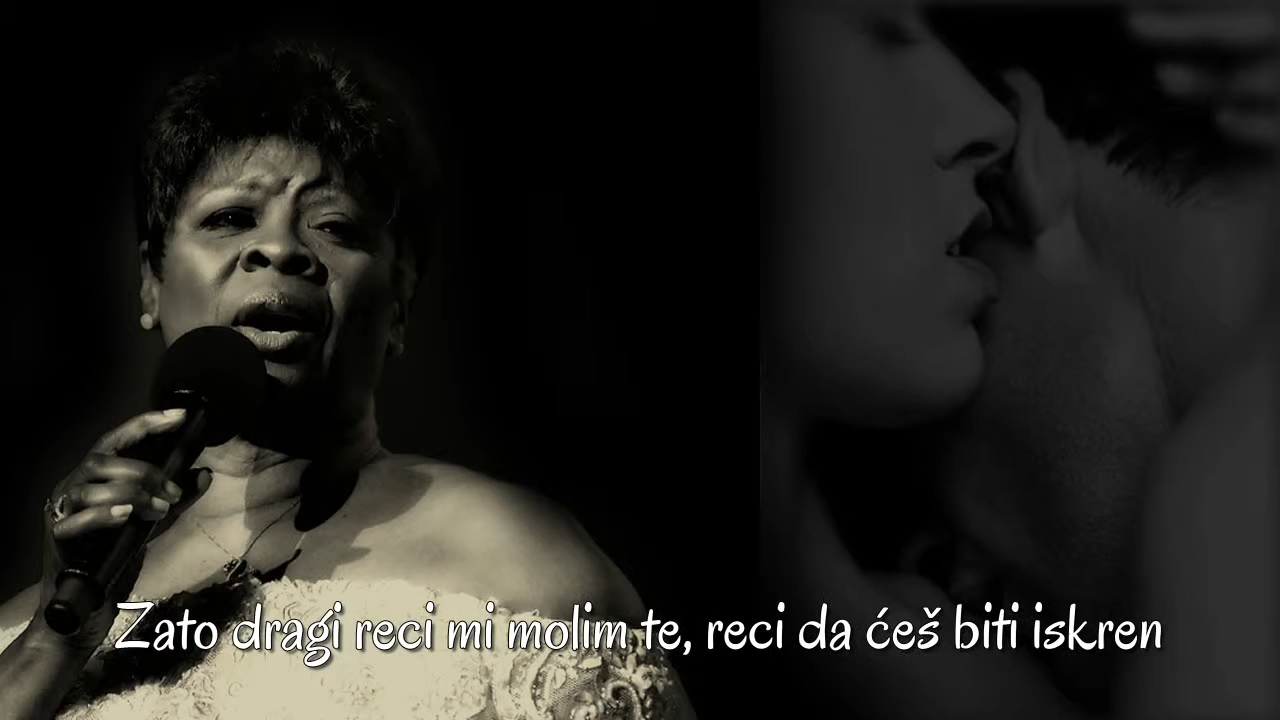 Zato dragi reci mi molim te, reci da ćeš biti iskren